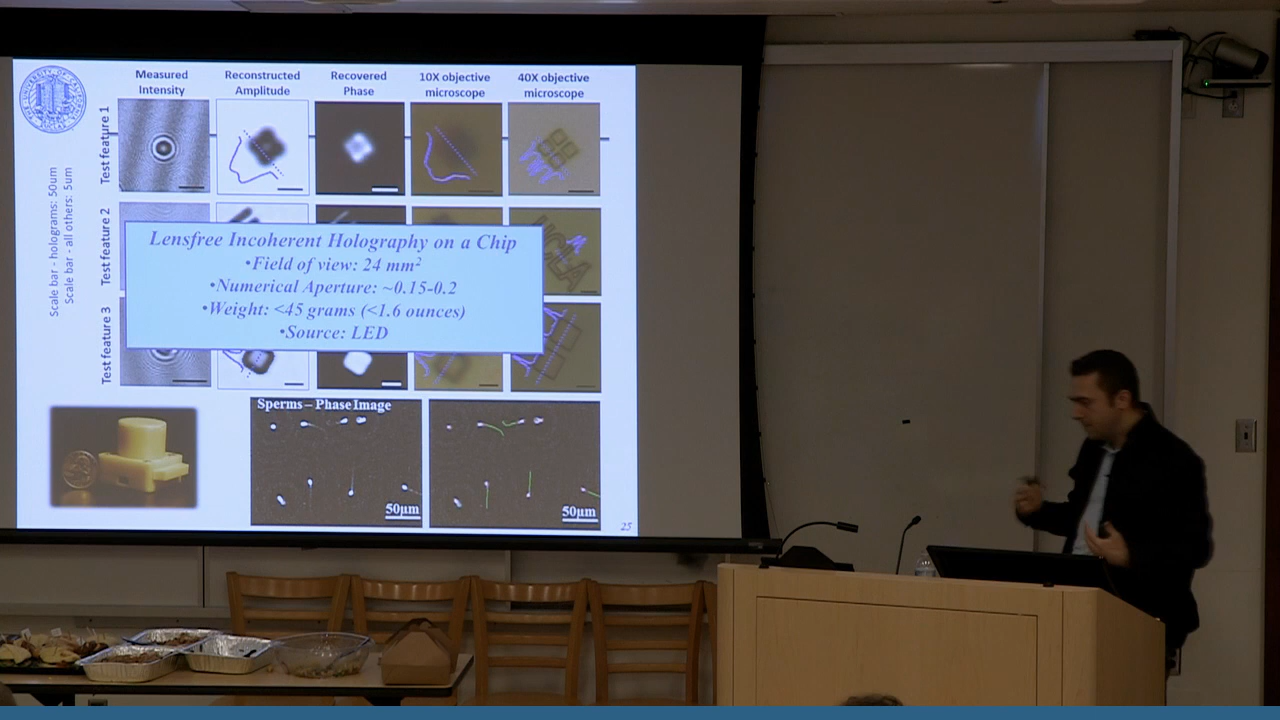 Measured
Intensity
Reconstructed
Amplitude
Recovered
Phase
10X objective
microscope
40X objective
microscope
Test feature 1
Test feature 2
Test feature 3
Scale bar - holograms: 50um
Scale bar - all others: 5um
UCLA
Lensfree Incoherent Holography on a Chip
•Field of view: 24 mm²
•Numerical Aperture: ~0.15-0.2
•Weight: <45 grams (<1.6 ounces)
•Source: LED
Sperms – Phase Image
50μm
50μm
25